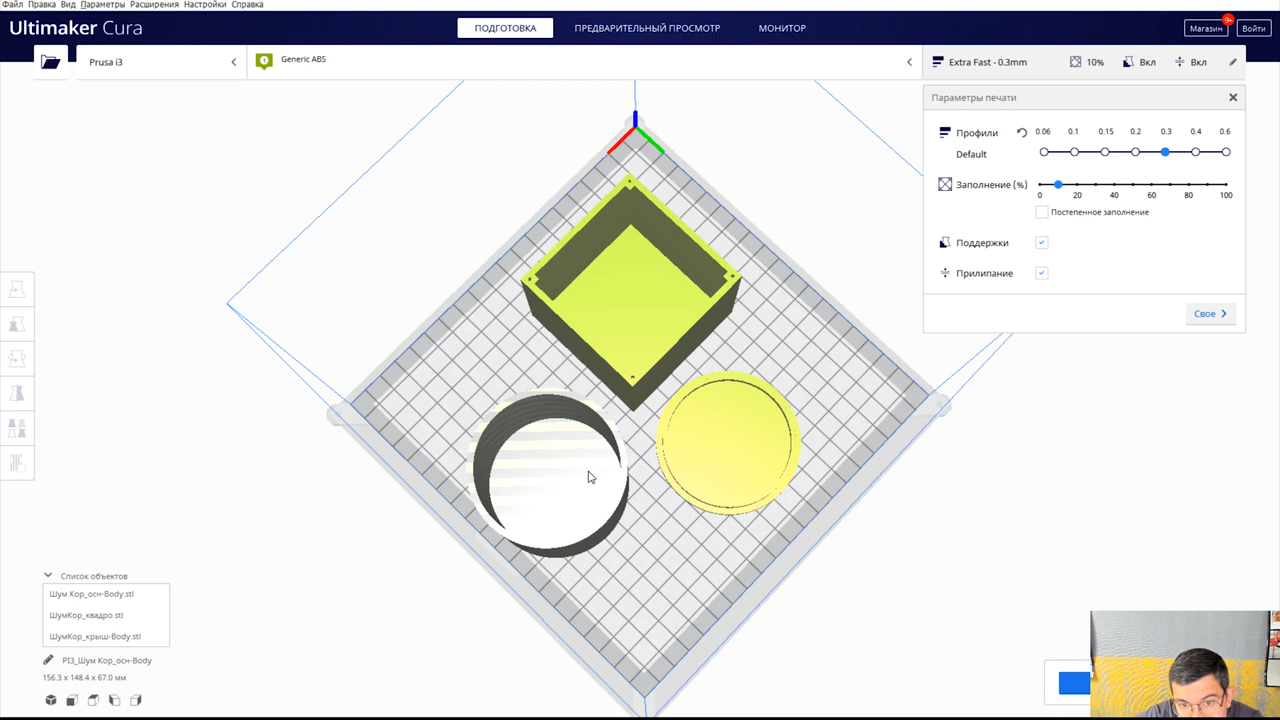 Файл Правка Вид Параметры Расширения Настройки Справка
Ultimaker Cura
ПОДГОТОВКА
ПРЕДВАРИТЕЛЬНЫЙ ПРОСМОТР
МОНИТОР
Магазин
9+
Войти
Prusa i3
1
Generic ABS
Extra Fast - 0.3mm
10%
Вкл
Вкл
Параметры печати
Профили
0.06 0.1 0.15 0.2 0.3 0.4 0.6
Default
Заполнение (%)
0 20 40 60 80 100
Постепенное заполнение
Поддержки
Прилипание
Свое
Список объектов
Шум Кор_осн-Body.stl
ШумКор_квадро.stl
ШумКор_крыш-Body.stl
PI3_Шум Кор_осн-Body
156.3 x 148.4 x 67.0 мм